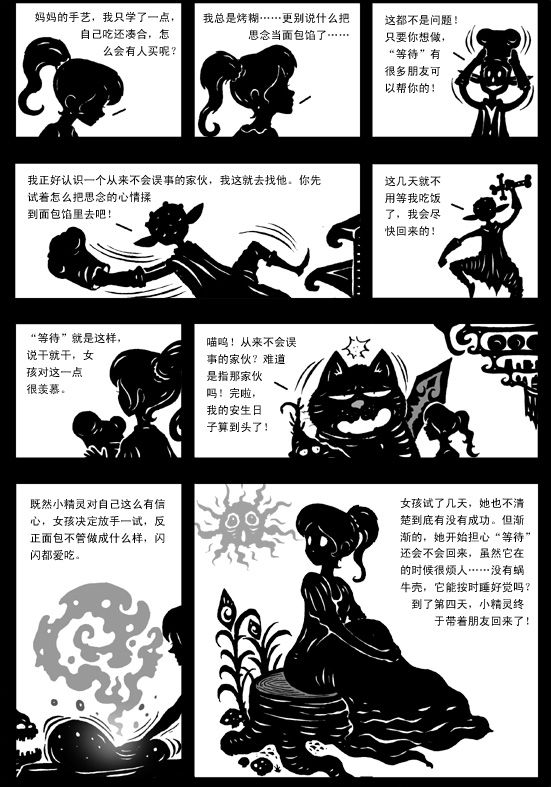 妈妈的手艺，我只学了一点，
自己吃还凑合，怎
么会有人买呢？
我总是烤糊……更别说什么把
思念当面包馅了……
这都不是问题！
只要你想做，
“等待”有
很多朋友可
以帮你的！
我正好认识一个从来不会误事的家伙，我这就去找他。你先
试着怎么把思念的心情揉
到面包馅里去吧！
这几天就不
用等我吃饭
了，我会尽
快回来的！
“等待”就是这样，
说干就干，女
孩对这一点
很羡慕。
喵呜！从来不会误
事的家伙？难道
是指那家伙
吗！完啦，
我的安生日
子算到头了！
既然小精灵对自己这么有信
心，女孩决定放手一试，反
正面包不管做成什么样，闪
闪都爱吃。
女孩试了几天，她也不清
楚到底有没有成功。但渐
渐的，她开始担心“等待”
还会不会回来，虽然它在
的时候很烦人……没有蜗
牛壳，它能按时睡好觉吗？
到了第四天，小精灵终
于带着朋友回来了！